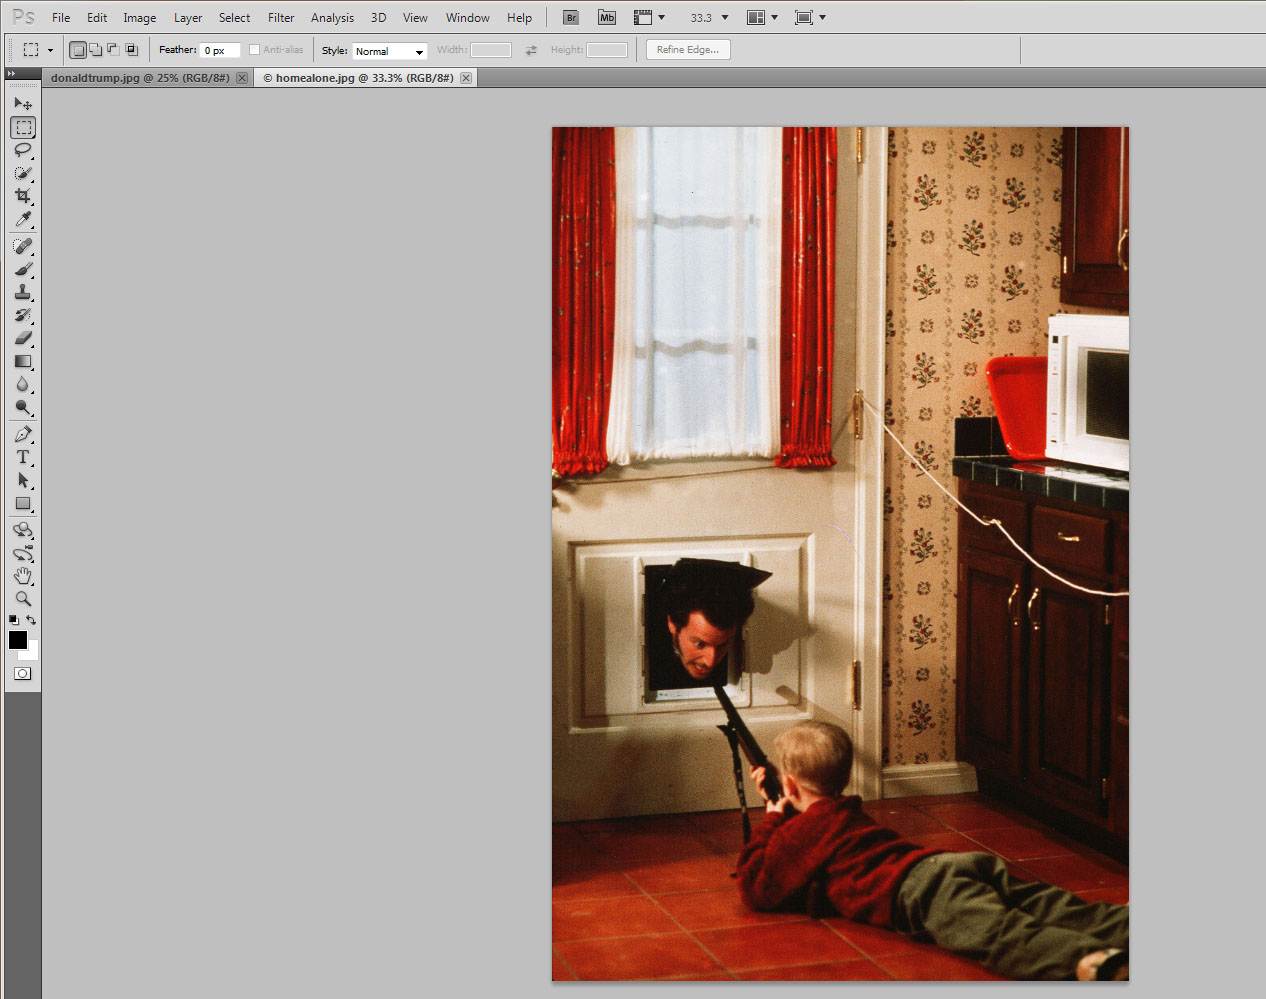 Ps File Edit Image Layer Select Filter Analysis 3D View Window Help Br Mb 33.3
Feather: 0 px Anti-alias Style: Normal Width: Height: Refine Edge...
donaldtrump.jpg @ 25% (RGB/8#) © homealone.jpg @ 33.3% (RGB/8#)
T